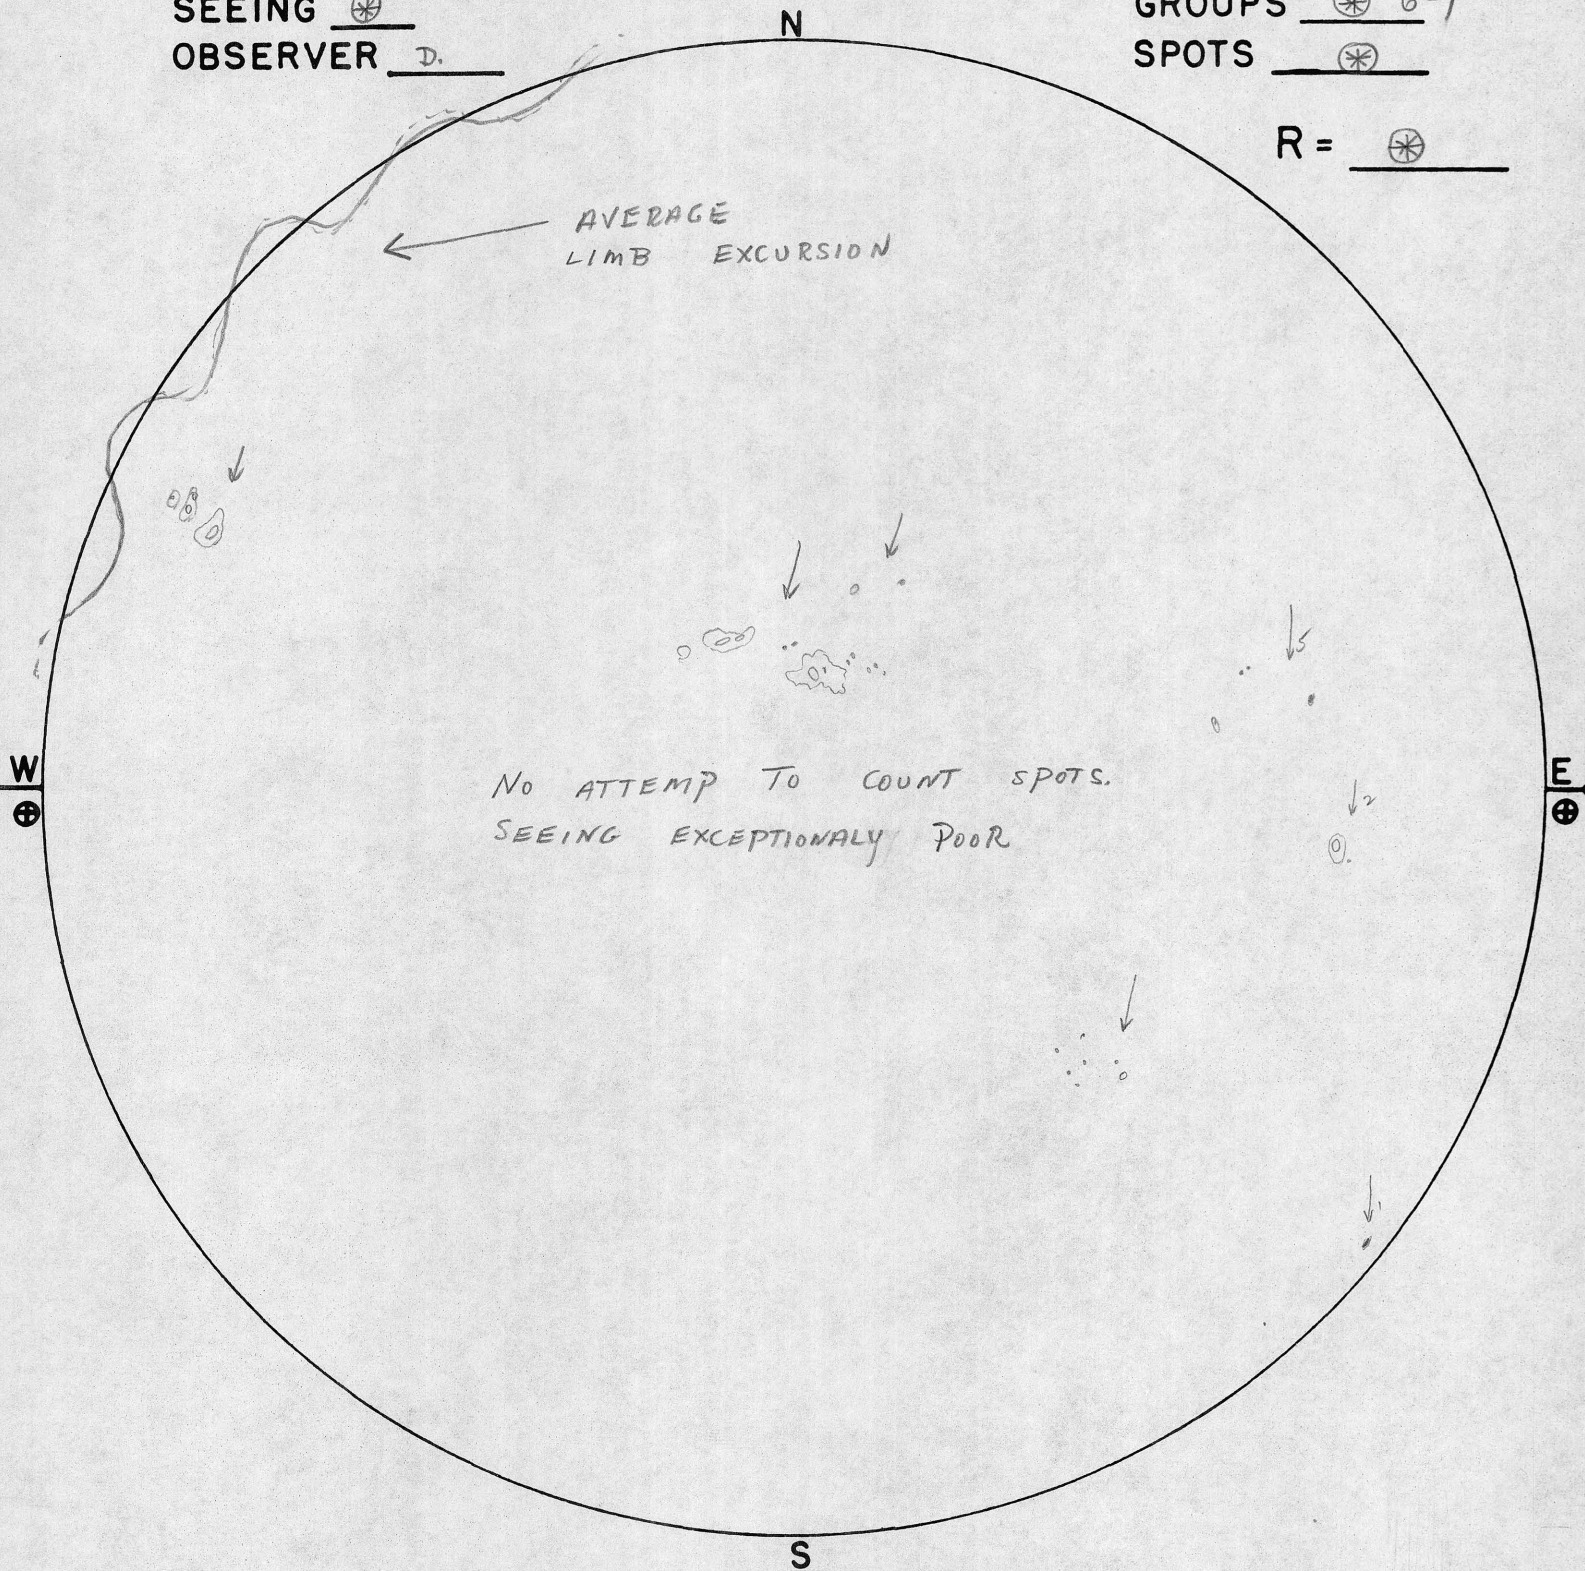 SEEING
OBSERVER D.
GROUPS
SPOTS
R =
N
AVERAGE
LIMB EXCURSION
W
E
5
NO ATTEMP TO COUNT SPOTS.
SEEING EXCEPTIONALY POOR
2
1
S